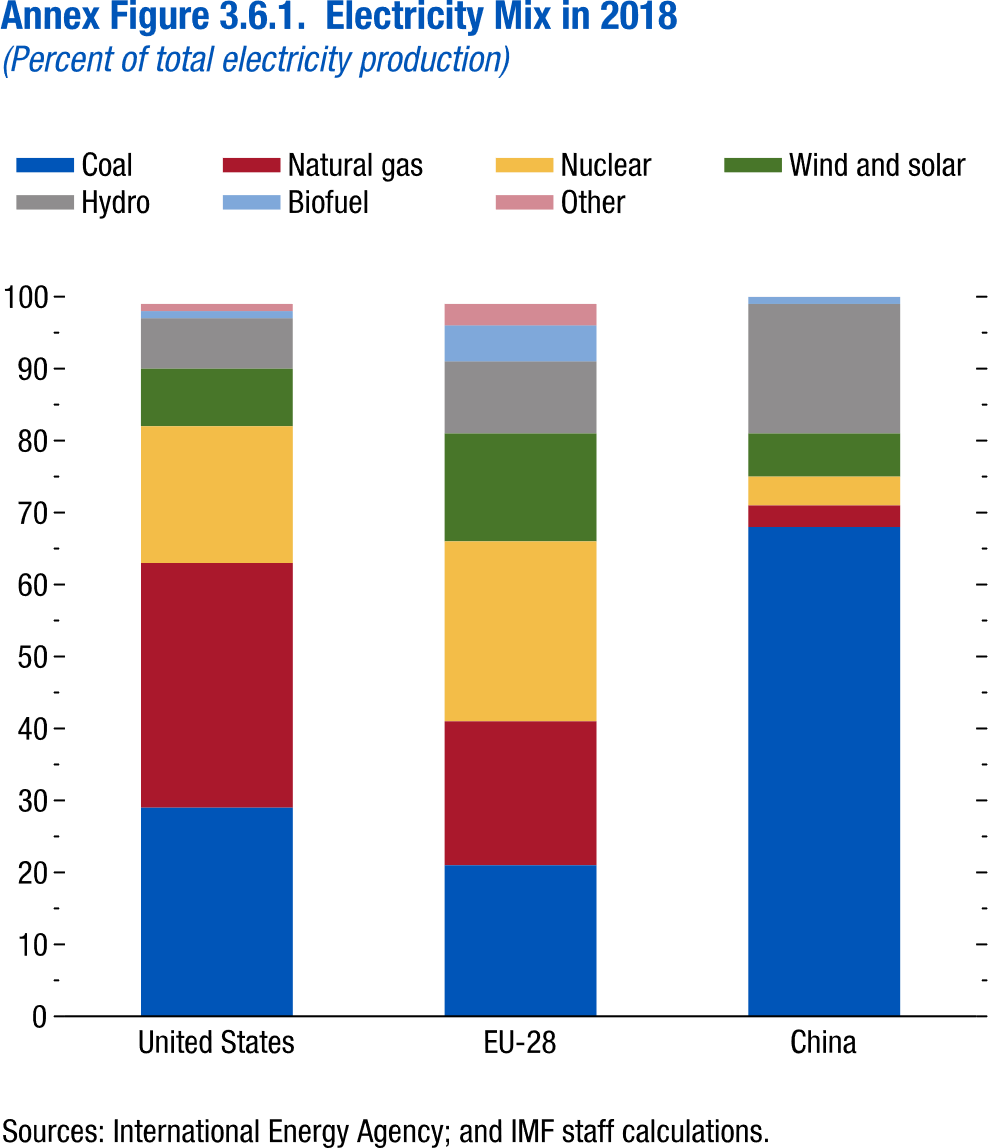 Annex Figure 3.6.1. Electricity Mix in 2018
(Percent of total electricity production)
Coal Natural gas Nuclear Wind and solar
Hydro Biofuel Other
100
90
80
70
60
50
40
30
20
10
0
United States EU-28 China
Sources: International Energy Agency; and IMF staff calculations.